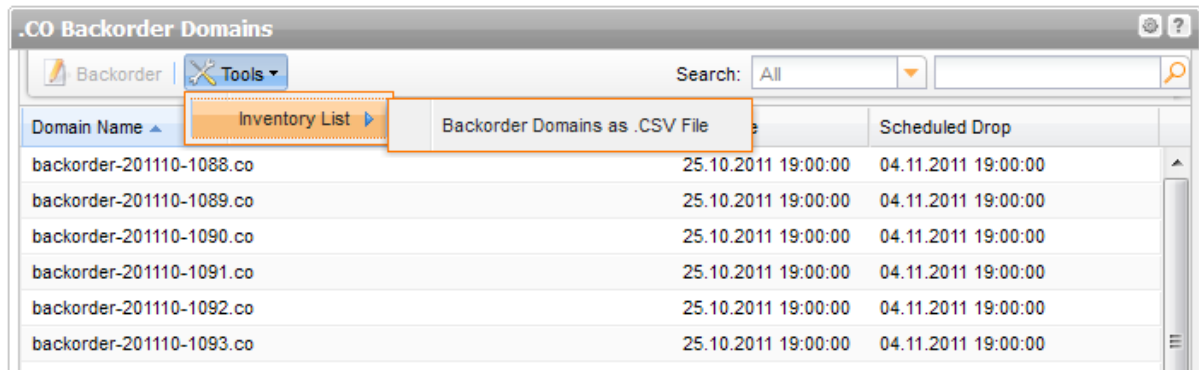 .CO Backorder Domains
Backorder Tools Search: All
Inventory List Backorder Domains as .CSV File
Domain Name Scheduled Drop
backorder-201110-1088.co 25.10.2011 19:00:00 04.11.2011 19:00:00
backorder-201110-1089.co 25.10.2011 19:00:00 04.11.2011 19:00:00
backorder-201110-1090.co 25.10.2011 19:00:00 04.11.2011 19:00:00
backorder-201110-1091.co 25.10.2011 19:00:00 04.11.2011 19:00:00
backorder-201110-1092.co 25.10.2011 19:00:00 04.11.2011 19:00:00
backorder-201110-1093.co 25.10.2011 19:00:00 04.11.2011 19:00:00